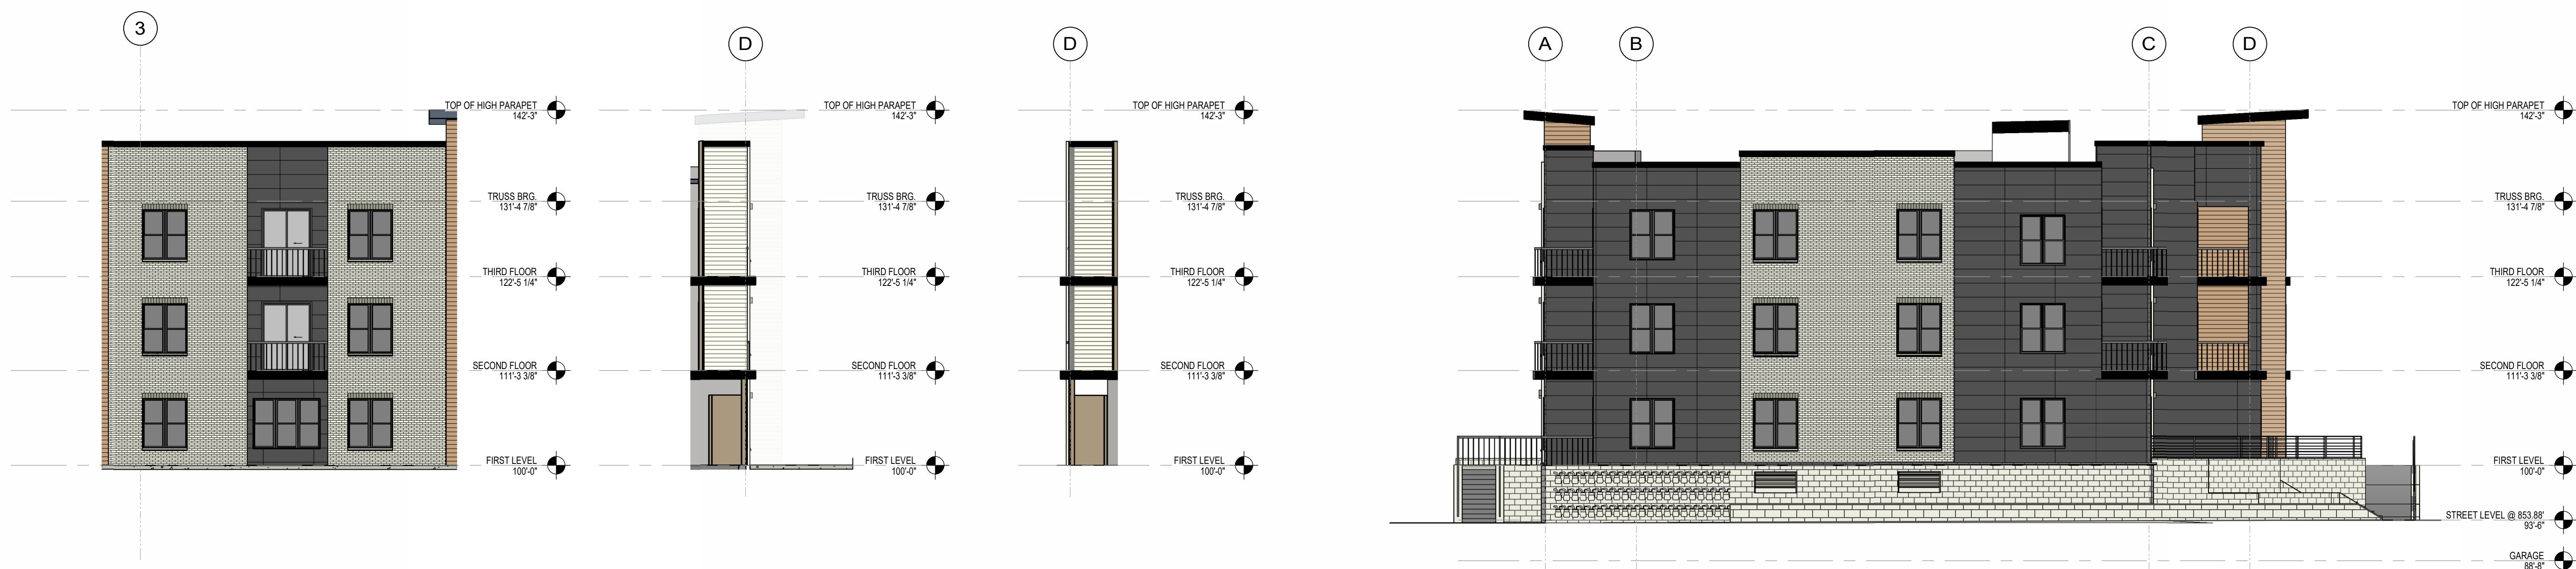 3
TOP OF HIGH PARAPET
142'-3"
TRUSS BRG.
131'-4 7/8"
THIRD FLOOR
122'-5 1/4"
SECOND FLOOR
111'-3 3/8"
FIRST LEVEL
100'-0"
D
TOP OF HIGH PARAPET
142'-3"
TRUSS BRG.
131'-4 7/8"
THIRD FLOOR
122'-5 1/4"
SECOND FLOOR
111'-3 3/8"
FIRST LEVEL
100'-0"
D
TOP OF HIGH PARAPET
142'-3"
TRUSS BRG.
131'-4 7/8"
THIRD FLOOR
122'-5 1/4"
SECOND FLOOR
111'-3 3/8"
FIRST LEVEL
100'-0"
A B C D
TOP OF HIGH PARAPET
142'-3"
TRUSS BRG.
131'-4 7/8"
THIRD FLOOR
122'-5 1/4"
SECOND FLOOR
111'-3 3/8"
FIRST LEVEL
100'-0"
STREET LEVEL @ 853.88'
93'-6"
GARAGE
88'-8"